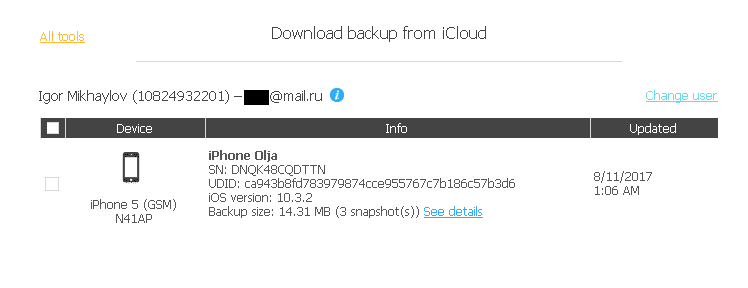 All tools
Download backup from iCloud
Igor Mikhaylov (10824932201) – @mail.ru i
Change user
Device Info Updated
iPhone Olja
SN: DNQK48CQDTTN
UDID: ca943b8fd783979874cce955767c7b186c57b3d6
iOS version: 10.3.2
Backup size: 14.31 MB (3 snapshot(s)) See details
iPhone 5 (GSM)
N41AP
8/11/2017
1:06 AM